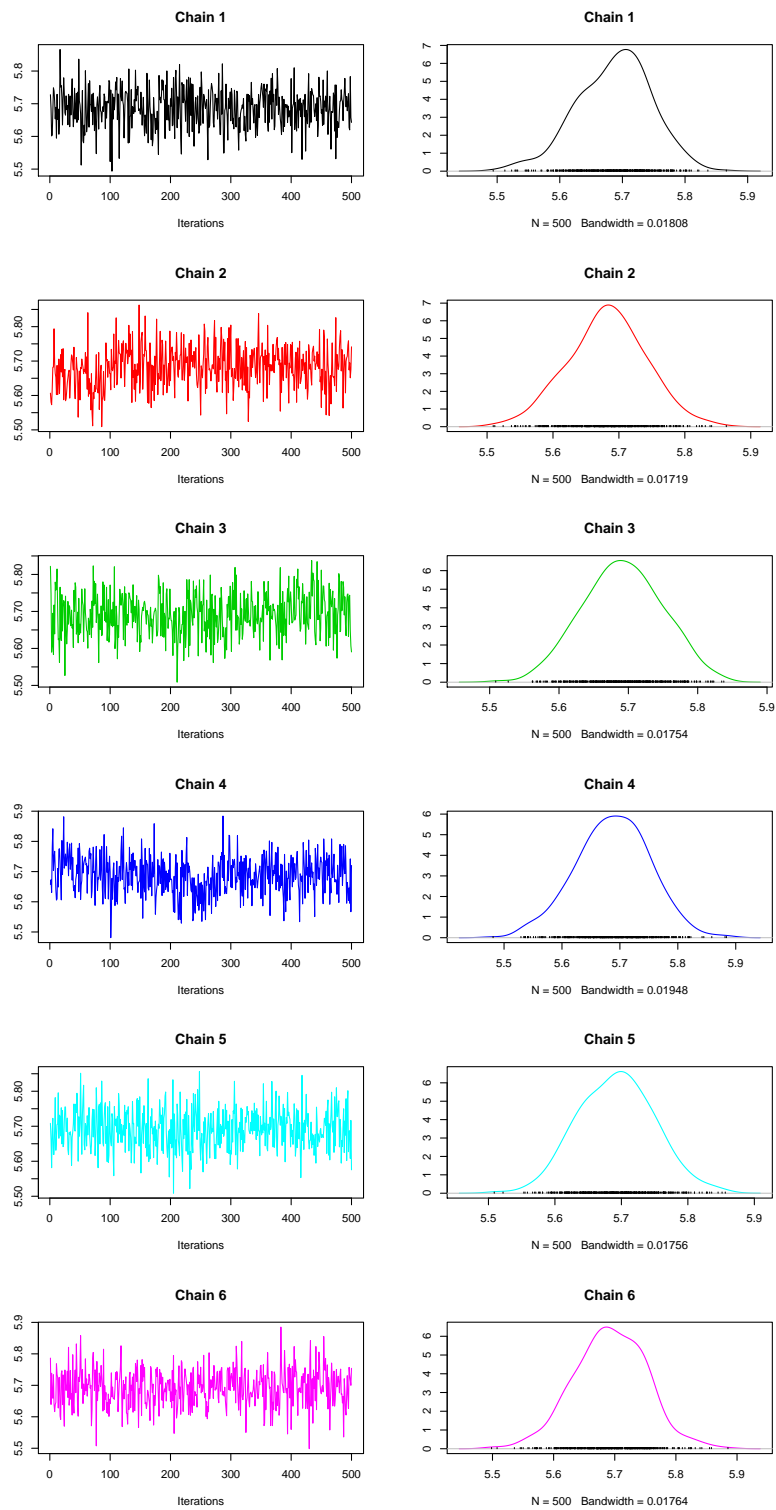 Chain 1
Chain 1
5.5 5.6 5.7 5.8
0 100 200 300 400 500
Iterations
0 1 2 3 4 5 6 7
5.5 5.6 5.7 5.8 5.9
N = 500 Bandwidth = 0.01808
Chain 2
Chain 2
5.50 5.60 5.70 5.80
0 100 200 300 400 500
Iterations
0 1 2 3 4 5 6 7
5.5 5.6 5.7 5.8 5.9
N = 500 Bandwidth = 0.01719
Chain 3
Chain 3
5.50 5.60 5.70 5.80
0 100 200 300 400 500
Iterations
0 1 2 3 4 5 6
5.5 5.6 5.7 5.8 5.9
N = 500 Bandwidth = 0.01754
Chain 4
Chain 4
5.5 5.6 5.7 5.8 5.9
0 100 200 300 400 500
Iterations
0 1 2 3 4 5 6
5.5 5.6 5.7 5.8 5.9
N = 500 Bandwidth = 0.01948
Chain 5
Chain 5
5.50 5.60 5.70 5.80
0 100 200 300 400 500
Iterations
0 1 2 3 4 5 6
5.5 5.6 5.7 5.8 5.9
N = 500 Bandwidth = 0.01756
Chain 6
Chain 6
5.5 5.6 5.7 5.8 5.9
0 100 200 300 400 500
Iterations
0 1 2 3 4 5 6
5.5 5.6 5.7 5.8 5.9
N = 500 Bandwidth = 0.01764